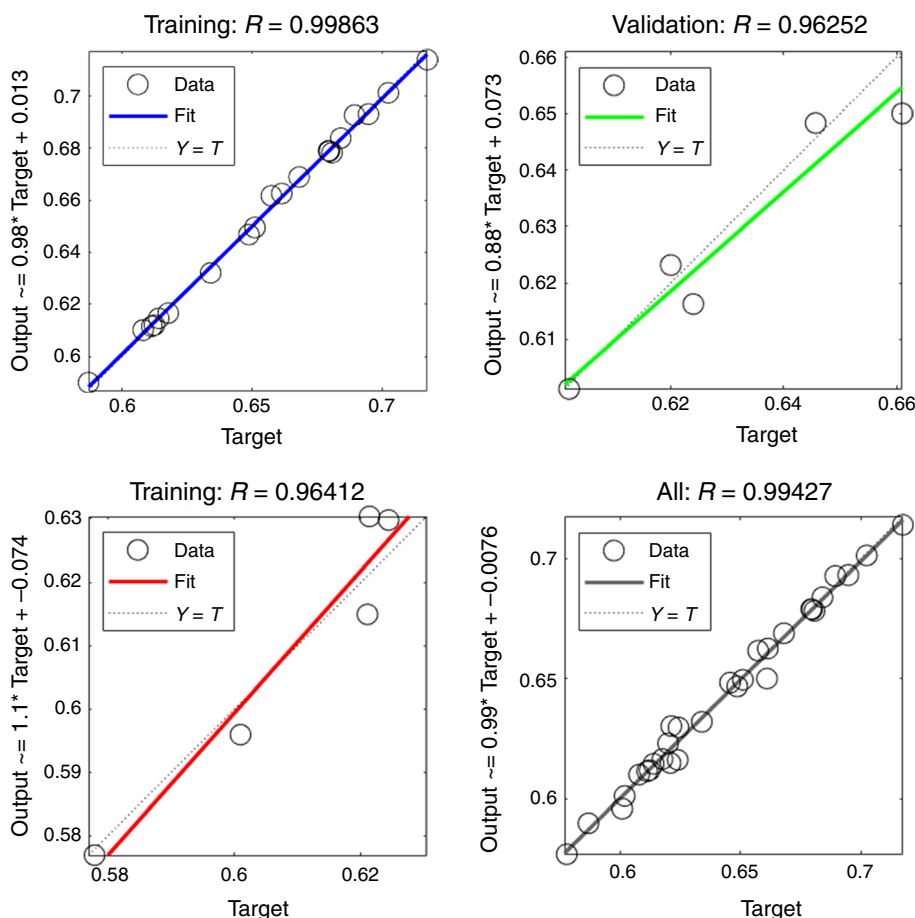 Training: R = 0.99863
Output ~= 0.98* Target + 0.013
Data
Fit
Y = T
0.7
0.68
0.66
0.64
0.62
0.6
0.6 0.65 0.7
Target
Validation: R = 0.96252
Output ~= 0.88* Target + 0.073
Data
Fit
Y = T
0.66
0.65
0.64
0.63
0.62
0.61
0.62 0.64 0.66
Target
Training: R = 0.96412
Output ~= 1.1* Target + −0.074
Data
Fit
Y = T
0.63
0.62
0.61
0.6
0.59
0.58
0.58 0.6 0.62
Target
All: R = 0.99427
Output ~= 0.99* Target + −0.0076
Data
Fit
Y = T
0.7
0.65
0.6
0.6 0.65 0.7
Target